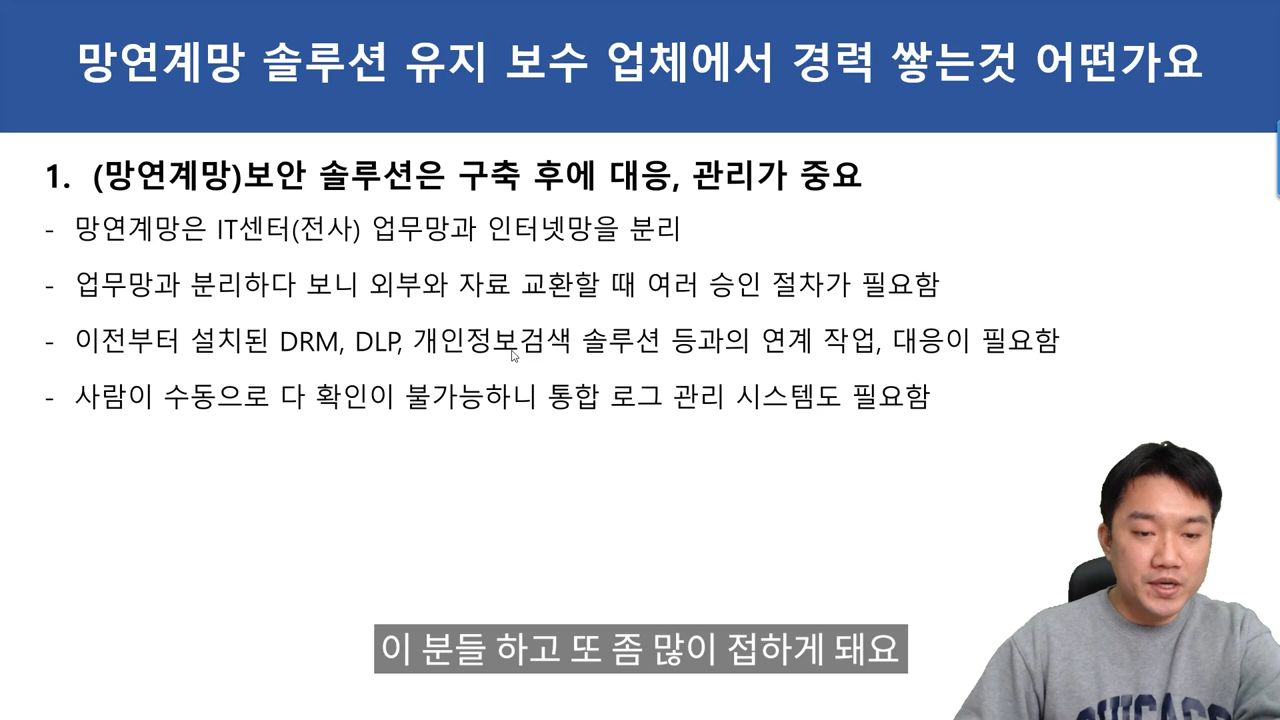 망연계망 솔루션 유지 보수 업체에서 경력 쌓는것 어떤가요
1. (망연계망)보안 솔루션은 구축 후에 대응, 관리가 중요
- 망연계망은 IT센터(전사) 업무망과 인터넷망을 분리
- 업무망과 분리하다 보니 외부와 자료 교환할 때 여러 승인 절차가 필요함
- 이전부터 설치된 DRM, DLP, 개인정보검색 솔루션 등과의 연계 작업, 대응이 필요함
- 사람이 수동으로 다 확인이 불가능하니 통합 로그 관리 시스템도 필요함
이 분들 하고 또 좀 많이 접하게 돼요